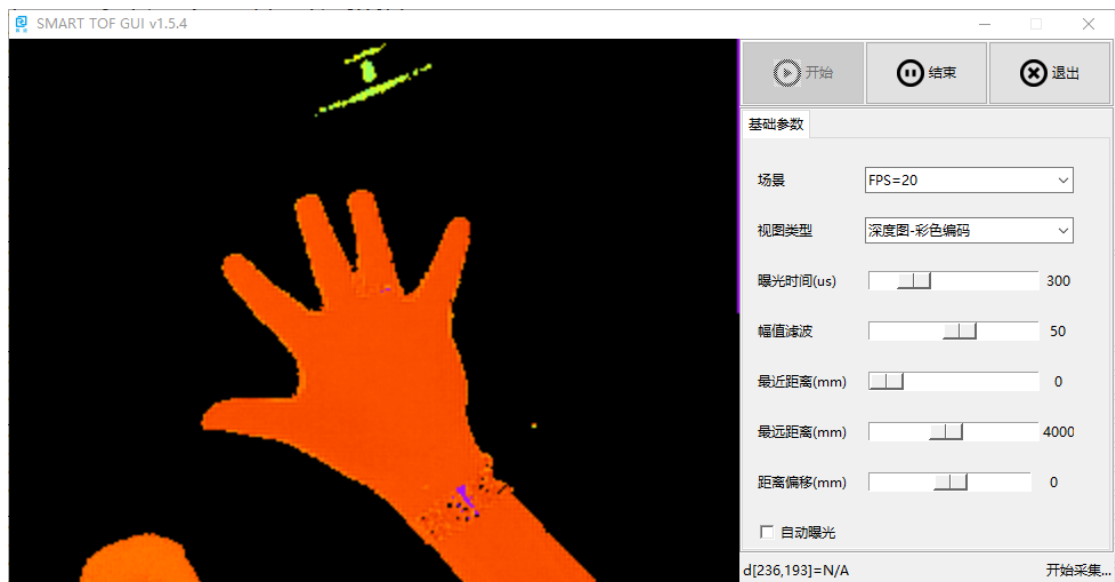 SMART TOF GUI v1.5.4
开始
结束
退出
基础参数
场景
FPS=20
视图类型
深度图-彩色编码
曝光时间(us)
300
幅值滤波
50
最近距离(mm)
0
最远距离(mm)
4000
距离偏移(mm)
0
自动曝光
d[236,193]=N/A
开始采集...